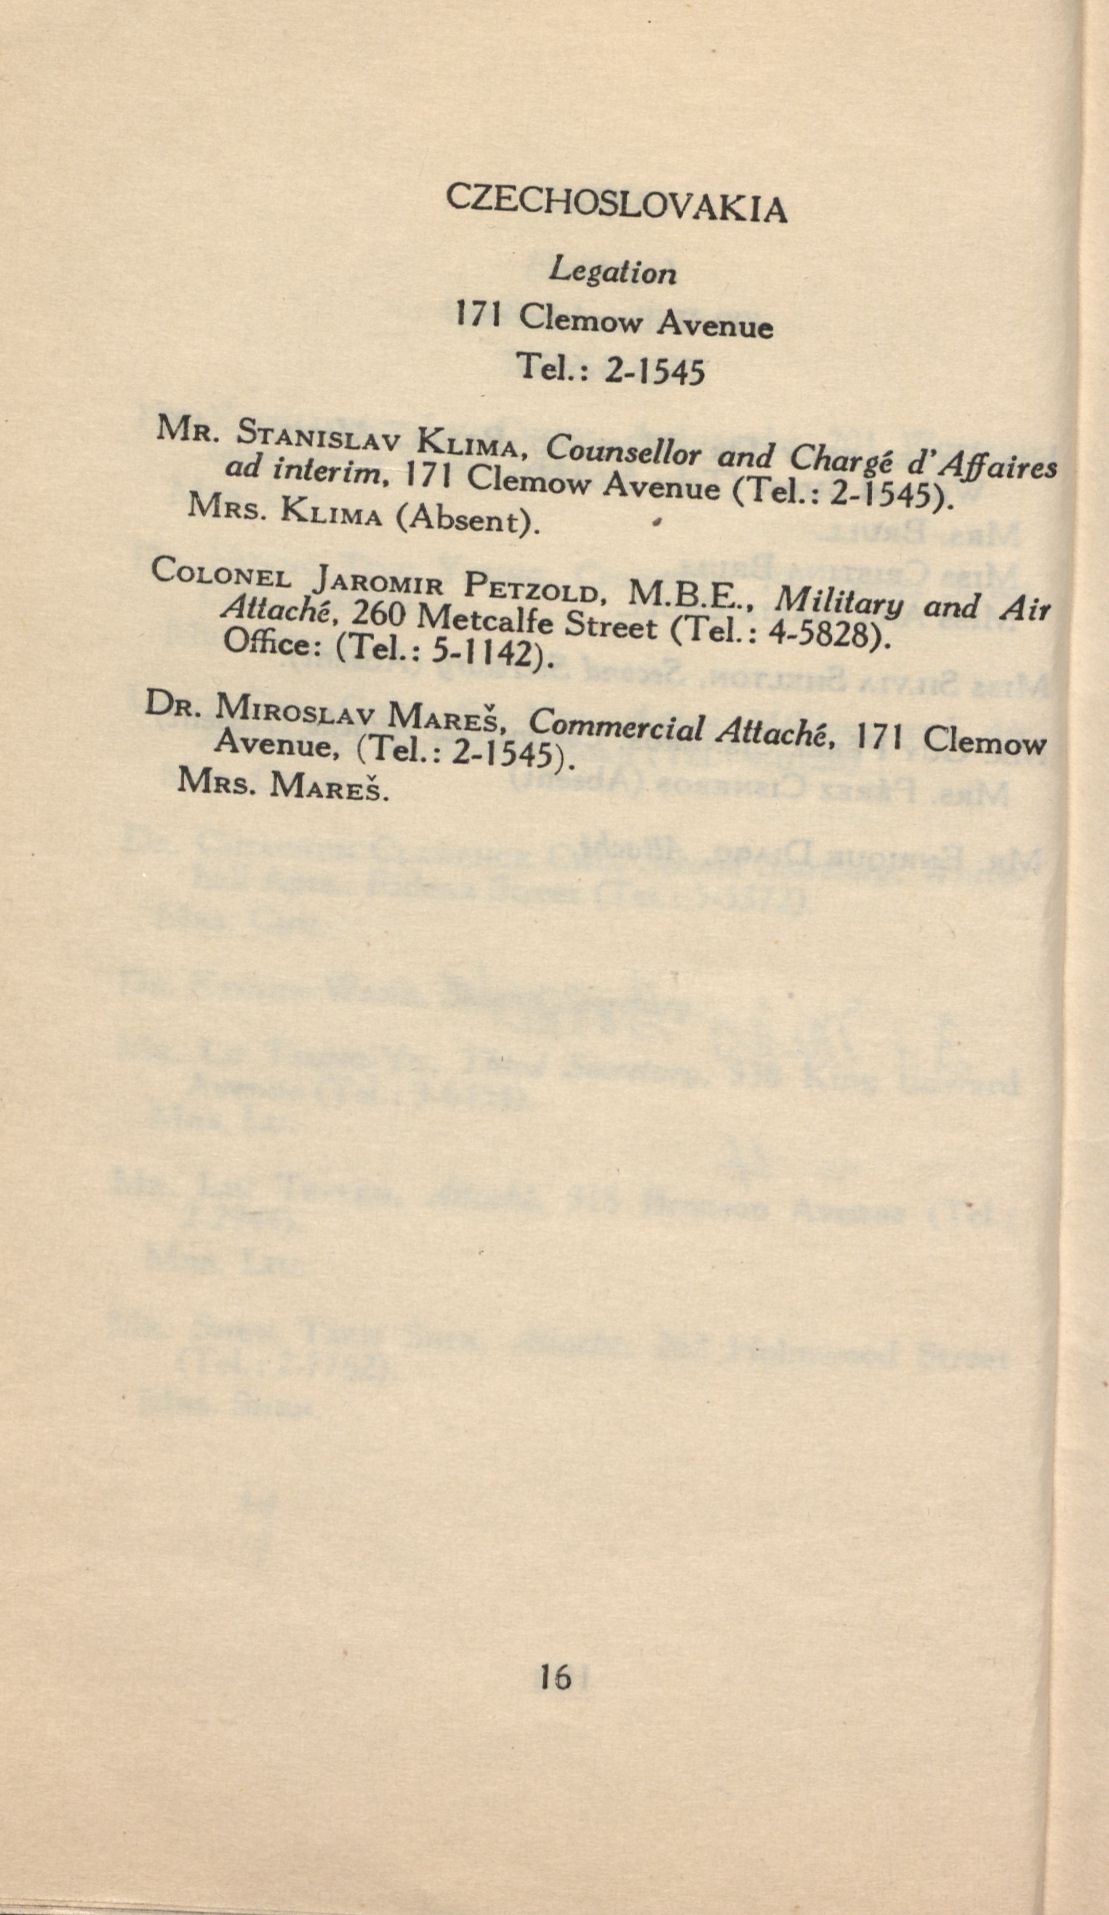 CZECHOSLOVAKIA
Legation
171 Clemow Avenue
Tel.: 2-1545
Mr. Stanislav Klima, Counsellor and Chargé d'Affaires
ad interim, 171 Clemow Avenue (Tel.: 2-1545).
Mrs. Klima (Absent).
Colonel Jaromir Petzold, M.B.E., Military and Air
Attaché, 260 Metcalfe Street (Tel.: 4-5828).
Office: (Tel.: 5-1142).
Dr. Miroslav Mareš, Commercial Attaché, 171 Clemow
Avenue, (Tel.: 2-1545).
Mrs. Mareš.
16